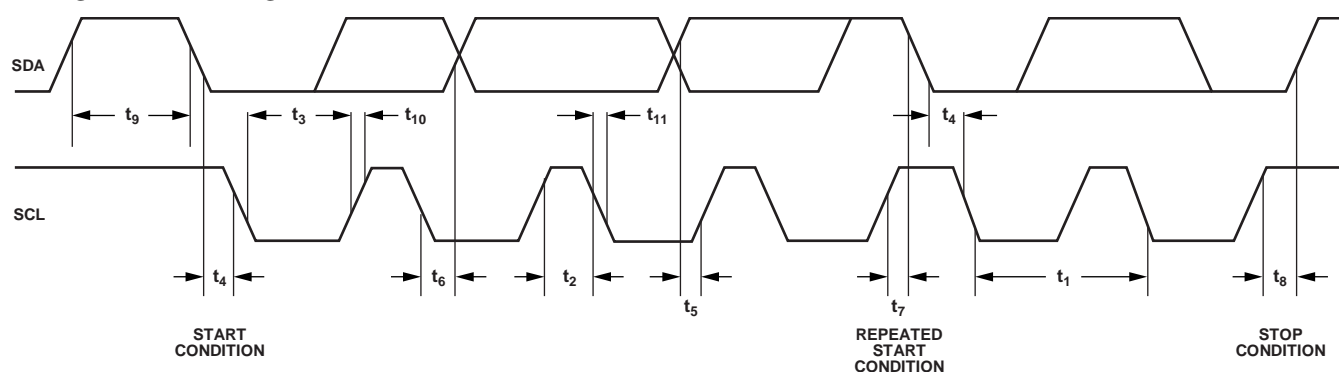 SDA
t9
t3
t10
t11
t4
SCL
t4
t6
t2
t5
t7
t1
t8
START
CONDITION
REPEATED
START
CONDITION
STOP
CONDITION